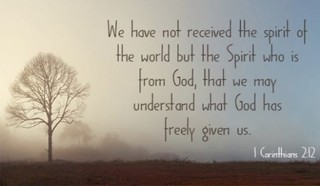 We have not received the spirit of
the world but the Spirit who is
from God, that we may
understand what God has
freely given us.
1 Corinthians 2:12